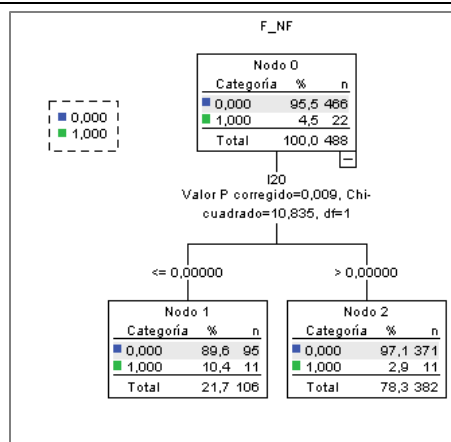 F_NF
0,000
1,000
Nodo 0
Categoría % n
0,000 95,5 466
1,000 4,5 22
Total 100,0 488
I20
Valor P corregido=0,009, Chi-
cuadrado=10,835, df=1
<= 0,00000
> 0,00000
Nodo 1
Categoría % n
0,000 89,6 95
1,000 10,4 11
Total 21,7 106
Nodo 2
Categoría % n
0,000 97,1 371
1,000 2,9 11
Total 78,3 382